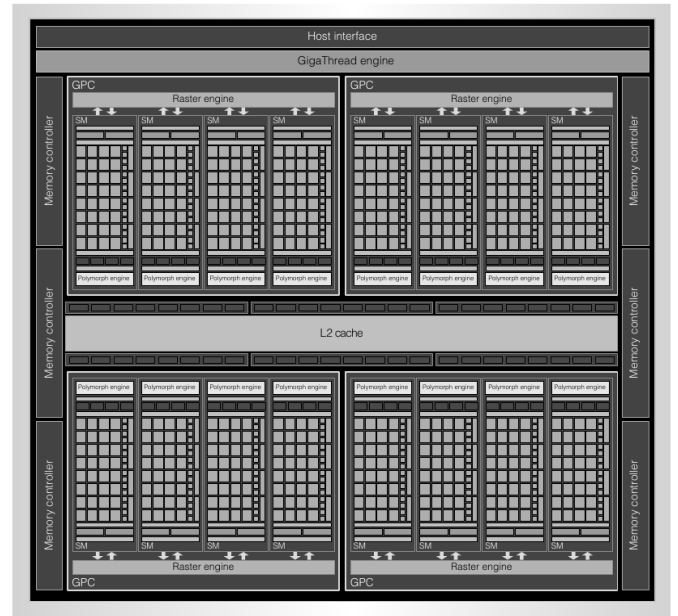 Host interface
GigaThread engine
GPC
Raster engine
SM SM SM SM
Polymorph engine Polymorph engine Polymorph engine Polymorph engine
GPC
Raster engine
SM SM SM SM
Polymorph engine Polymorph engine Polymorph engine Polymorph engine
Memory controller
Memory controller
Memory controller
Memory controller
Memory controller
Memory controller
L2 cache
Polymorph engine Polymorph engine Polymorph engine Polymorph engine
SM SM SM SM
Raster engine
GPC
Polymorph engine Polymorph engine Polymorph engine Polymorph engine
SM SM SM SM
Raster engine
GPC